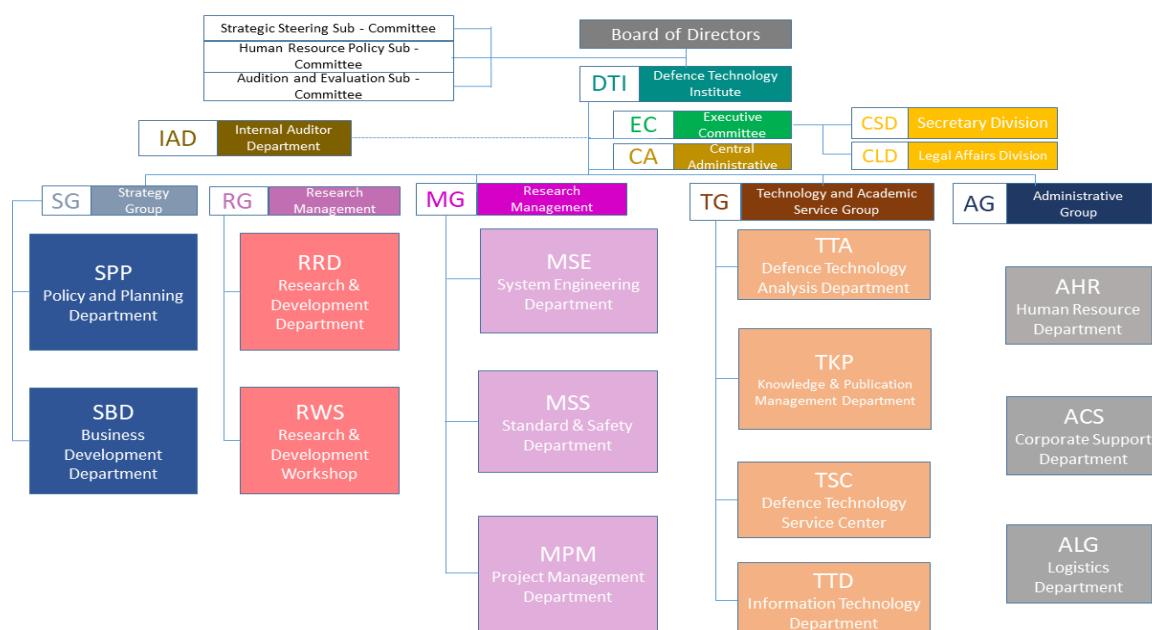 Strategic Steering Sub - Committee
Human Resource Policy Sub -
Committee
Audition and Evaluation Sub -
Committee
Board of Directors
DTI
Defence Technology
Institute
EC
Executive
Committee
CSD
Secretary Division
IAD
Internal Auditor
Department
CA
Central
Administrative
CLD
Legal Affairs Division
SG
Strategy
Group
RG
Research
Management
MG
Research
Management
TG
Technology and Academic
Service Group
AG
Administrative
Group
SPP
Policy and Planning
Department
SBD
Business
Development
Department
RRD
Research &
Development
Department
RWS
Research &
Development
Workshop
MSE
System Engineering
Department
MSS
Standard & Safety
Department
MPM
Project Management
Department
TTA
Defence Technology
Analysis Department
TKP
Knowledge & Publication
Management Department
TSC
Defence Technology
Service Center
TTD
Information Technology
Department
AHR
Human Resource
Department
ACS
Corporate Support
Department
ALG
Logistics
Department